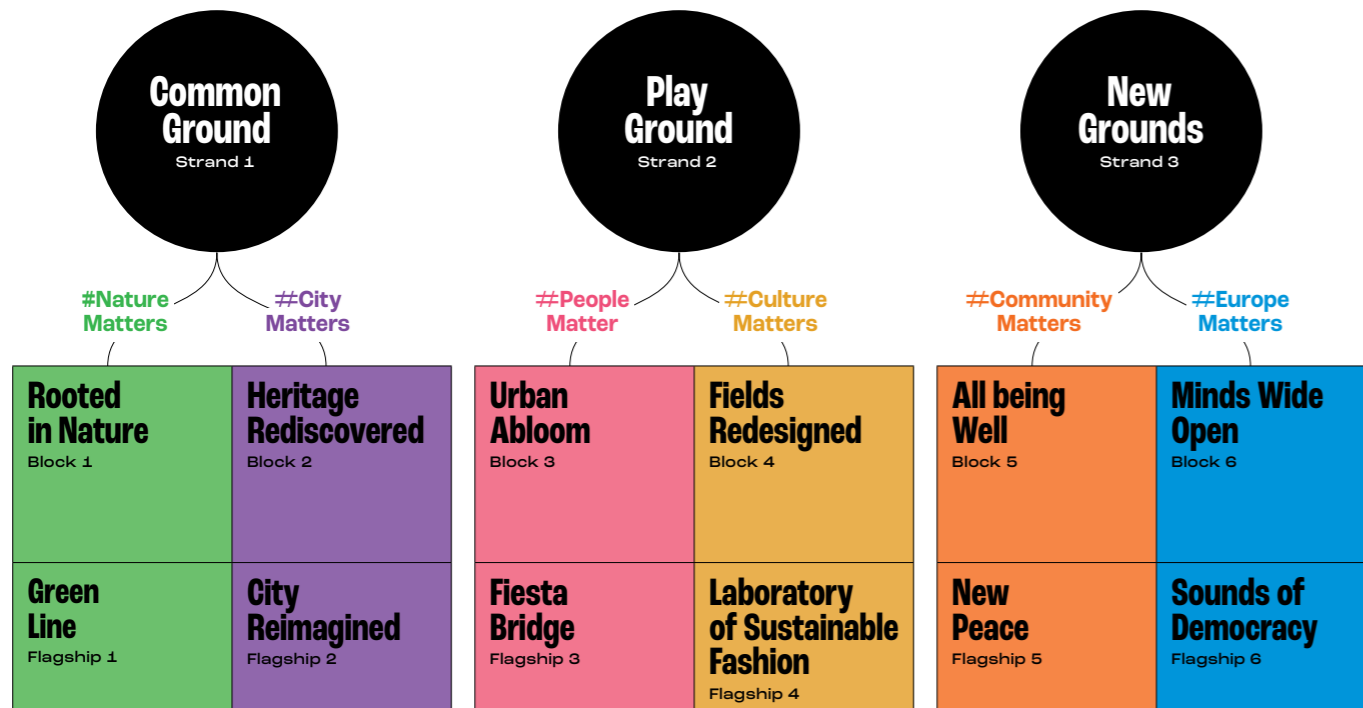 Common
Ground
Strand 1
Play
Ground
Strand 2
New
Grounds
Strand 3
#Nature
Matters
#City
Matters
#People
Matter
#Culture
Matters
#Community
Matters
#Europe
Matters
Rooted
in Nature
Block 1
Heritage
Rediscovered
Block 2
Urban
Abloom
Block 3
Fields
Redesigned
Block 4
All being
Well
Block 5
Minds Wide
Open
Block 6
Green
Line
Flagship 1
City
Reimagined
Flagship 2
Fiesta
Bridge
Flagship 3
Laboratory
of Sustainable
Fashion
Flagship 4
New
Peace
Flagship 5
Sounds of
Democracy
Flagship 6